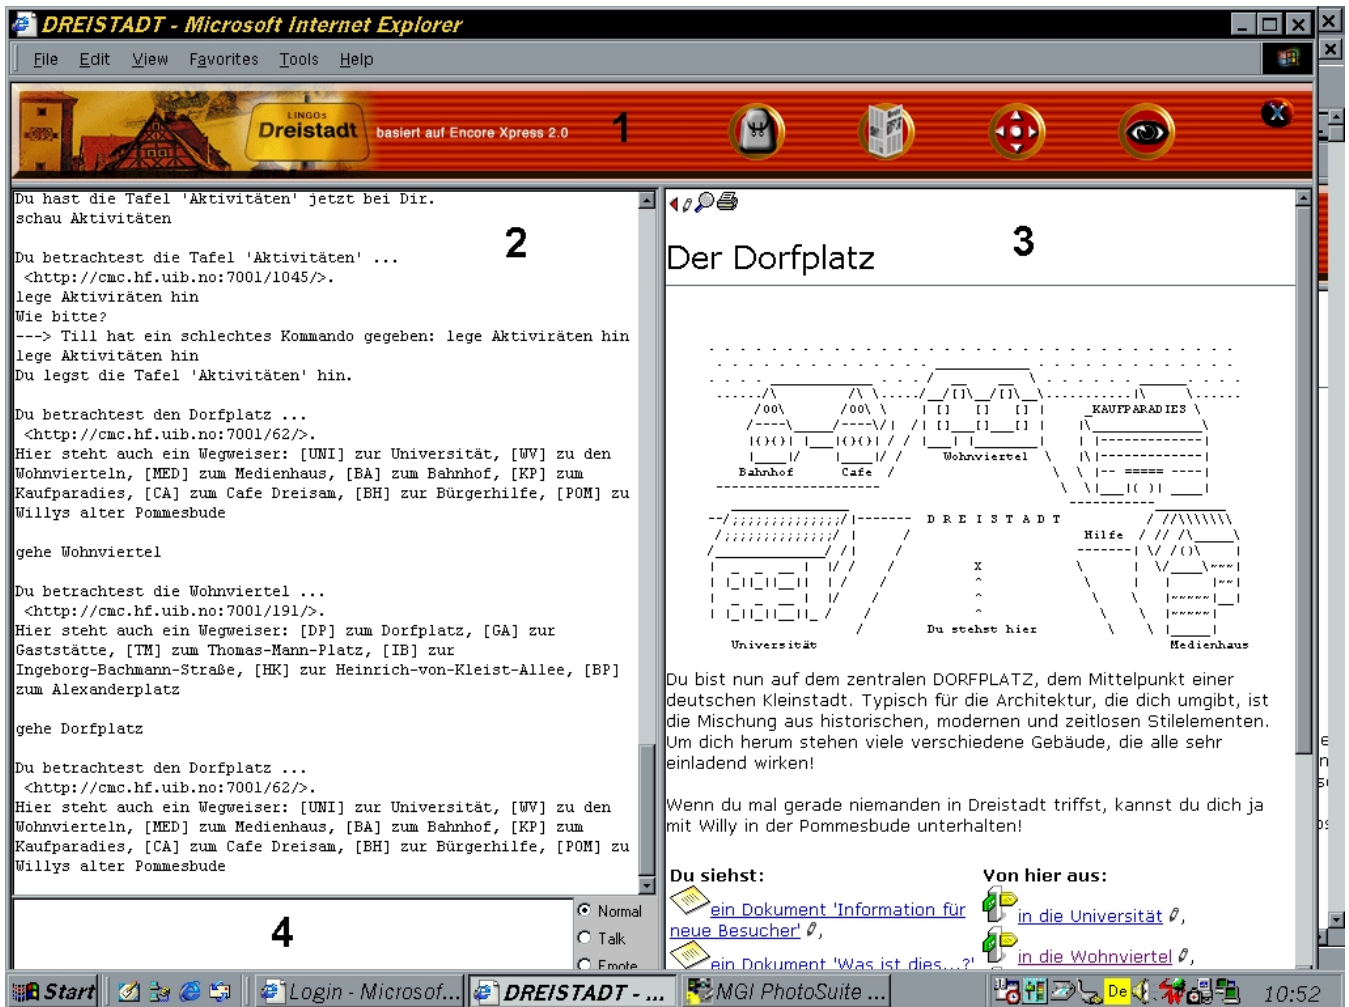 DREISTADT - Microsoft Internet Explorer
File Edit View Favorites Tools Help
LINGOs
Dreistadt
basiert auf Encore Xpress 2.0
1
Du hast die Tafel 'Aktivitäten' jetzt bei Dir.
schau Aktivitäten
2
Du betrachtest die Tafel 'Aktivitäten' ...
<http://cmc.hf.uib.no:7001/1045/>.
lege Aktiviräten hin
Wie bitte?
---> Till hat ein schlechtes Kommando gegeben: lege Aktiviräten hin
lege Aktivitäten hin
Du legst die Tafel 'Aktivitäten' hin.
Du betrachtest den Dorfplatz ...
<http://cmc.hf.uib.no:7001/62/>.
Hier steht auch ein Wegweiser: [UNI] zur Universität, [WV] zu den
Wohnvierteln, [MED] zum Medienhaus, [BA] zum Bahnhof, [KP] zum
Kaufparadies, [CA] zum Cafe Dreisam, [BH] zur Bürgerhilfe, [POM] zu
Willys alter Pommesbude
gehe Wohnviertel
Du betrachtest die Wohnviertel ...
<http://cmc.hf.uib.no:7001/191/>.
Hier steht auch ein Wegweiser: [DP] zum Dorfplatz, [GA] zur
Gaststätte, [TM] zum Thomas-Mann-Platz, [IB] zur
Ingeborg-Bachmann-Straße, [HK] zur Heinrich-von-Kleist-Allee, [BP]
zum Alexanderplatz
gehe Dorfplatz
Du betrachtest den Dorfplatz ...
<http://cmc.hf.uib.no:7001/62/>.
Hier steht auch ein Wegweiser: [UNI] zur Universität, [WV] zu den
Wohnvierteln, [MED] zum Medienhaus, [BA] zum Bahnhof, [KP] zum
Kaufparadies, [CA] zum Cafe Dreisam, [BH] zur Bürgerhilfe, [POM] zu
Willys alter Pommesbude
4
Normal
Talk
Emote
3
Der Dorfplatz
KAUFPARADIES
Wohnviertel
Bahnhof Cafe
D R E I S T A D T
Hilfe
X
Du stehst hier
Universität
Medienhaus
Du bist nun auf dem zentralen DORFPLATZ, dem Mittelpunkt einer
deutschen Kleinstadt. Typisch für die Architektur, die dich umgibt, ist
die Mischung aus historischen, modernen und zeitlosen Stilelementen.
Um dich herum stehen viele verschiedene Gebäude, die alle sehr
einladend wirken!
Wenn du mal gerade niemanden in Dreistadt triffst, kannst du dich ja
mit Willy in der Pommesbude unterhalten!
Du siehst:
ein Dokument 'Information für
neue Besucher' ,
ein Dokument 'Was ist dies...?'
Von hier aus:
in die Universität ,
in die Wohnviertel ,
Start
Login - Microsof...
DREISTADT - ...
MGI PhotoSuite ...
De
10:52